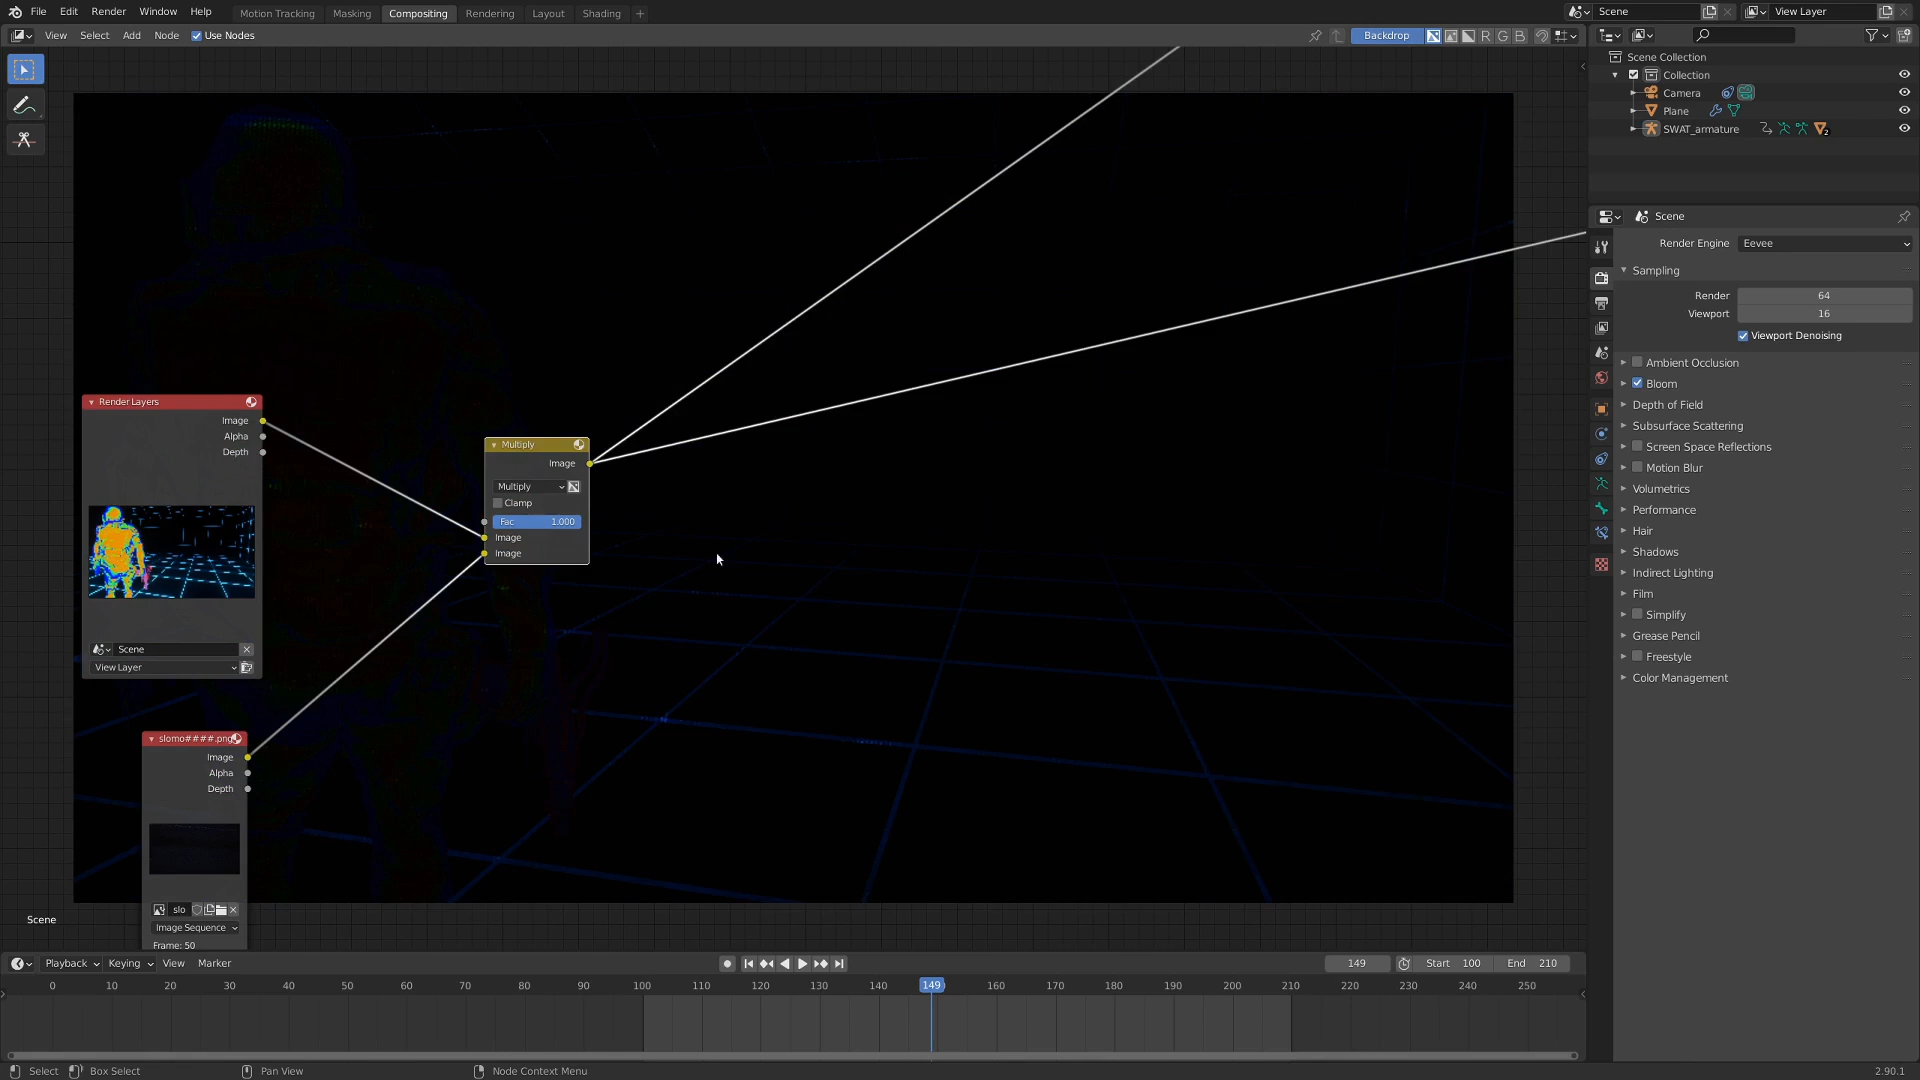 File Edit Render Window Help
Motion Tracking Masking Compositing Rendering Layout Shading +
Scene
View Layer
View Select Add Node Use Nodes
Backdrop
R G B
Scene Collection
Collection
Camera
Plane
SWAT_armature
2
Scene
Render Engine Eevee
Sampling
Render 64
Viewport 16
Viewport Denoising
Ambient Occlusion
Bloom
Depth of Field
Subsurface Scattering
Screen Space Reflections
Motion Blur
Volumetrics
Performance
Hair
Shadows
Indirect Lighting
Film
Simplify
Grease Pencil
Freestyle
Color Management
Render Layers
Image
Alpha
Depth
Scene
View Layer
Multiply
Image
Multiply
Clamp
Fac 1.000
Image
Image
slomo####.png
Image
Alpha
Depth
slo
Image Sequence
Frame: 50
Scene
Playback Keying View Marker
149
Start 100 End 210
0 10 20 30 40 50 60 70 80 90 100 110 120 130 140 149 160 170 180 190 200 210 220 230 240 250
Select Box Select Pan View Node Context Menu 2.90.1